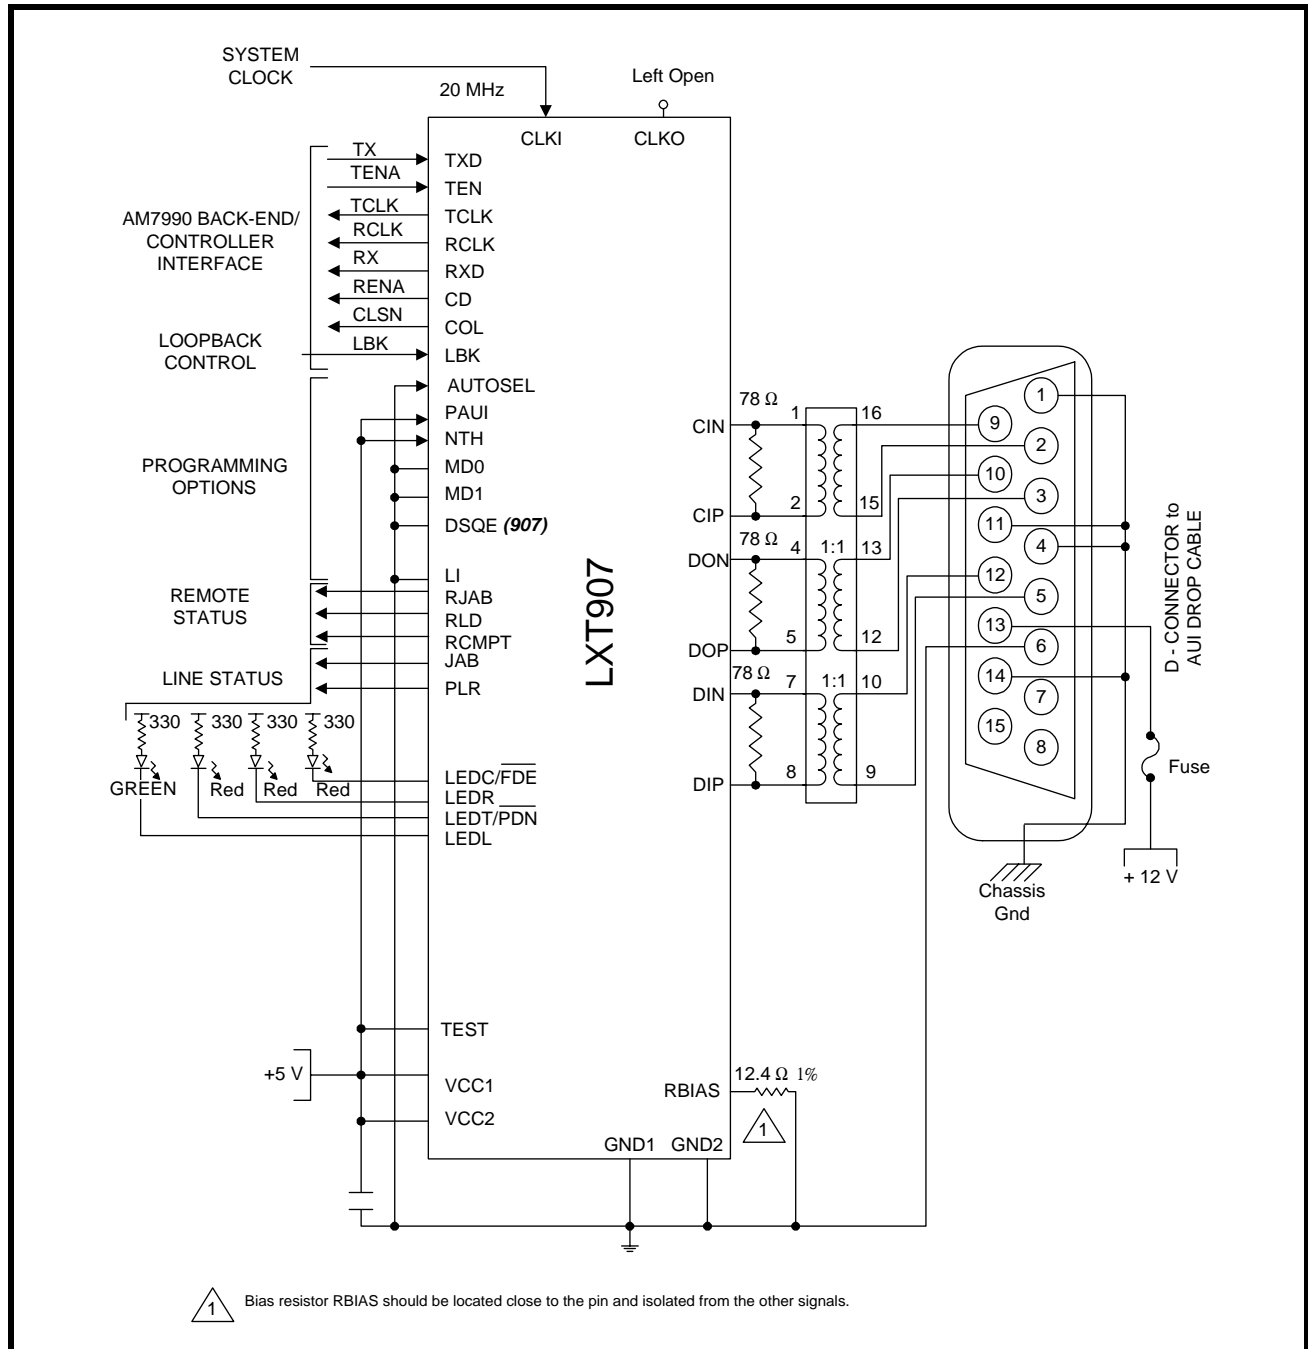 SYSTEM
CLOCK
20 MHz
Left Open
CLKI
CLKO
AM7990 BACK-END/
CONTROLLER
INTERFACE
TX
TENA
TCLK
RCLK
RX
RENA
CLSN
LBK
LOOPBACK
CONTROL
TXD
TEN
TCLK
RCLK
RXD
CD
COL
LBK
AUTOSEL
PAUI
NTH
MD0
MD1
DSQE (907)
LI
PROGRAMMING
OPTIONS
REMOTE
STATUS
RJAB
RLD
RCMPT
JAB
PLR
LINE STATUS
330
330
330
330
GREEN
Red
Red
Red
LEDC/FDE
LEDR
LEDT/PDN
LEDL
LXT907
CIN
CIP
DON
DOP
DIN
DIP
78 Ω
78 Ω
78 Ω
1
16
2
15
4
1:1
13
5
12
7
1:1
10
8
9
1
9
2
10
3
11
4
12
5
13
6
14
7
15
8
D - CONNECTOR to
AUI DROP CABLE
Fuse
+ 12 V
Chassis
Gnd
TEST
+5 V
VCC1
VCC2
RBIAS
12.4 Ω 1%
1
GND1
GND2
1 Bias resistor RBIAS should be located close to the pin and isolated from the other signals.